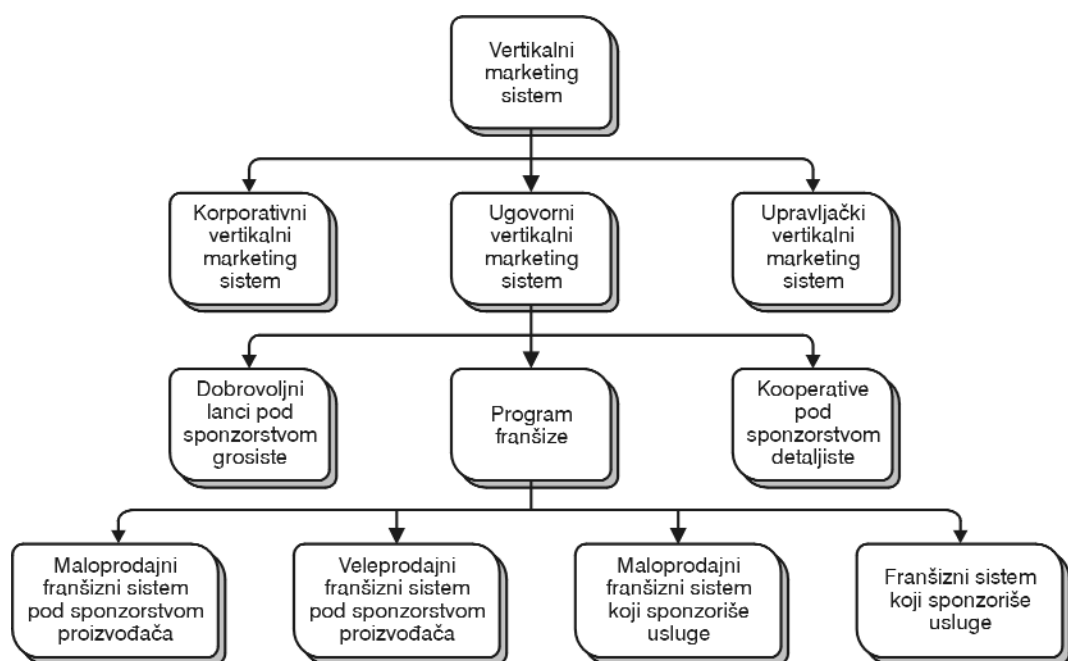 Vertikalni
marketing
sistem
Korporativni
vertikalni
marketing
sistem
Ugovorni
vertikalni
marketing
sistem
Upravljački
vertikalni
marketing
sistem
Dobrovoljni
lanci pod
sponzorstvom
grosiste
Program
franšize
Kooperative
pod
sponzorstvom
detaljiste
Maloprodajni
franšizni sistem
pod sponzorstvom
proizvođača
Veleprodajni
franšizni sistem
pod sponzorstvom
proizvođača
Maloprodajni
franšizni sistem
koji sponzoriše
usluge
Franšizni sistem
koji sponzoriše
usluge